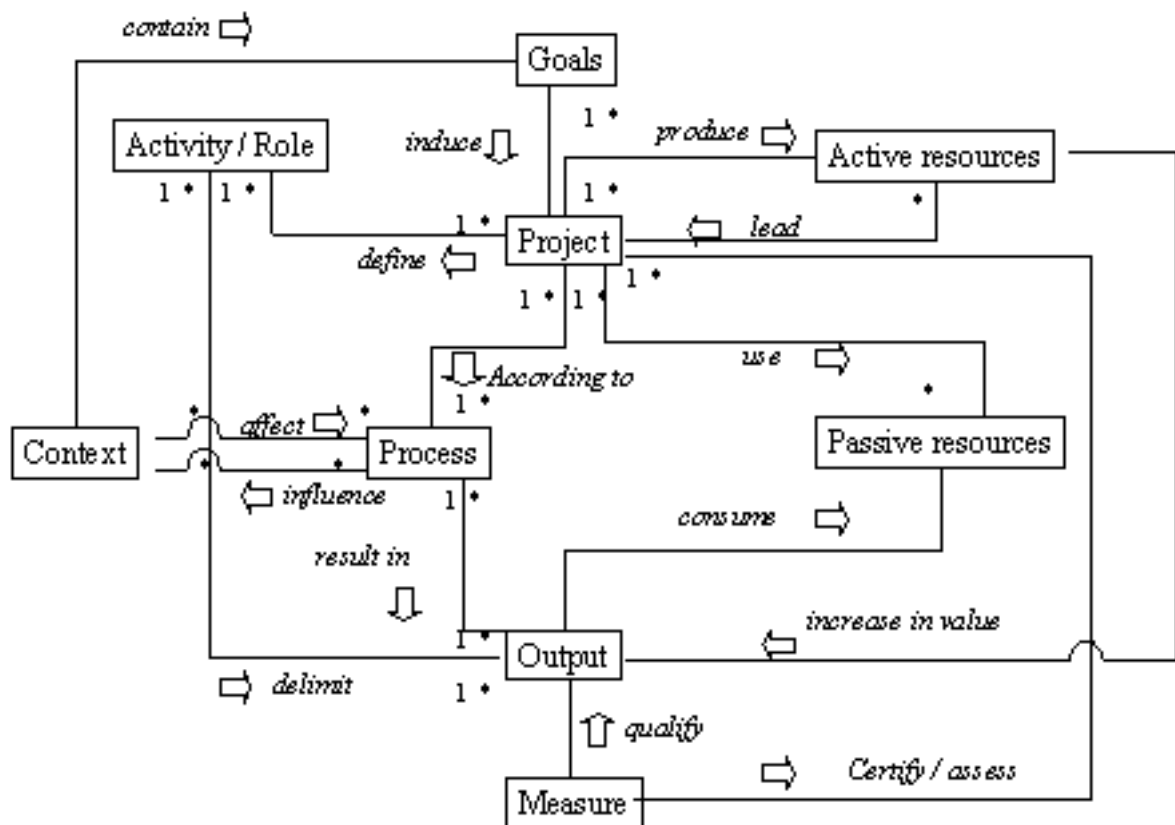 contain
Goals
1 *
Activity / Role
induce
produce
Active resources
1 * 1 *
1 *
*
1 *
Project
lead
define
1 *
1 * 1 *
According to
use
1 *
*
* affect *
Context
Process
Passive resources
* *
influence
1 *
consume
result in
increase in value
1 *
Output
delimit
1 *
qualify
Certify / assess
Measure